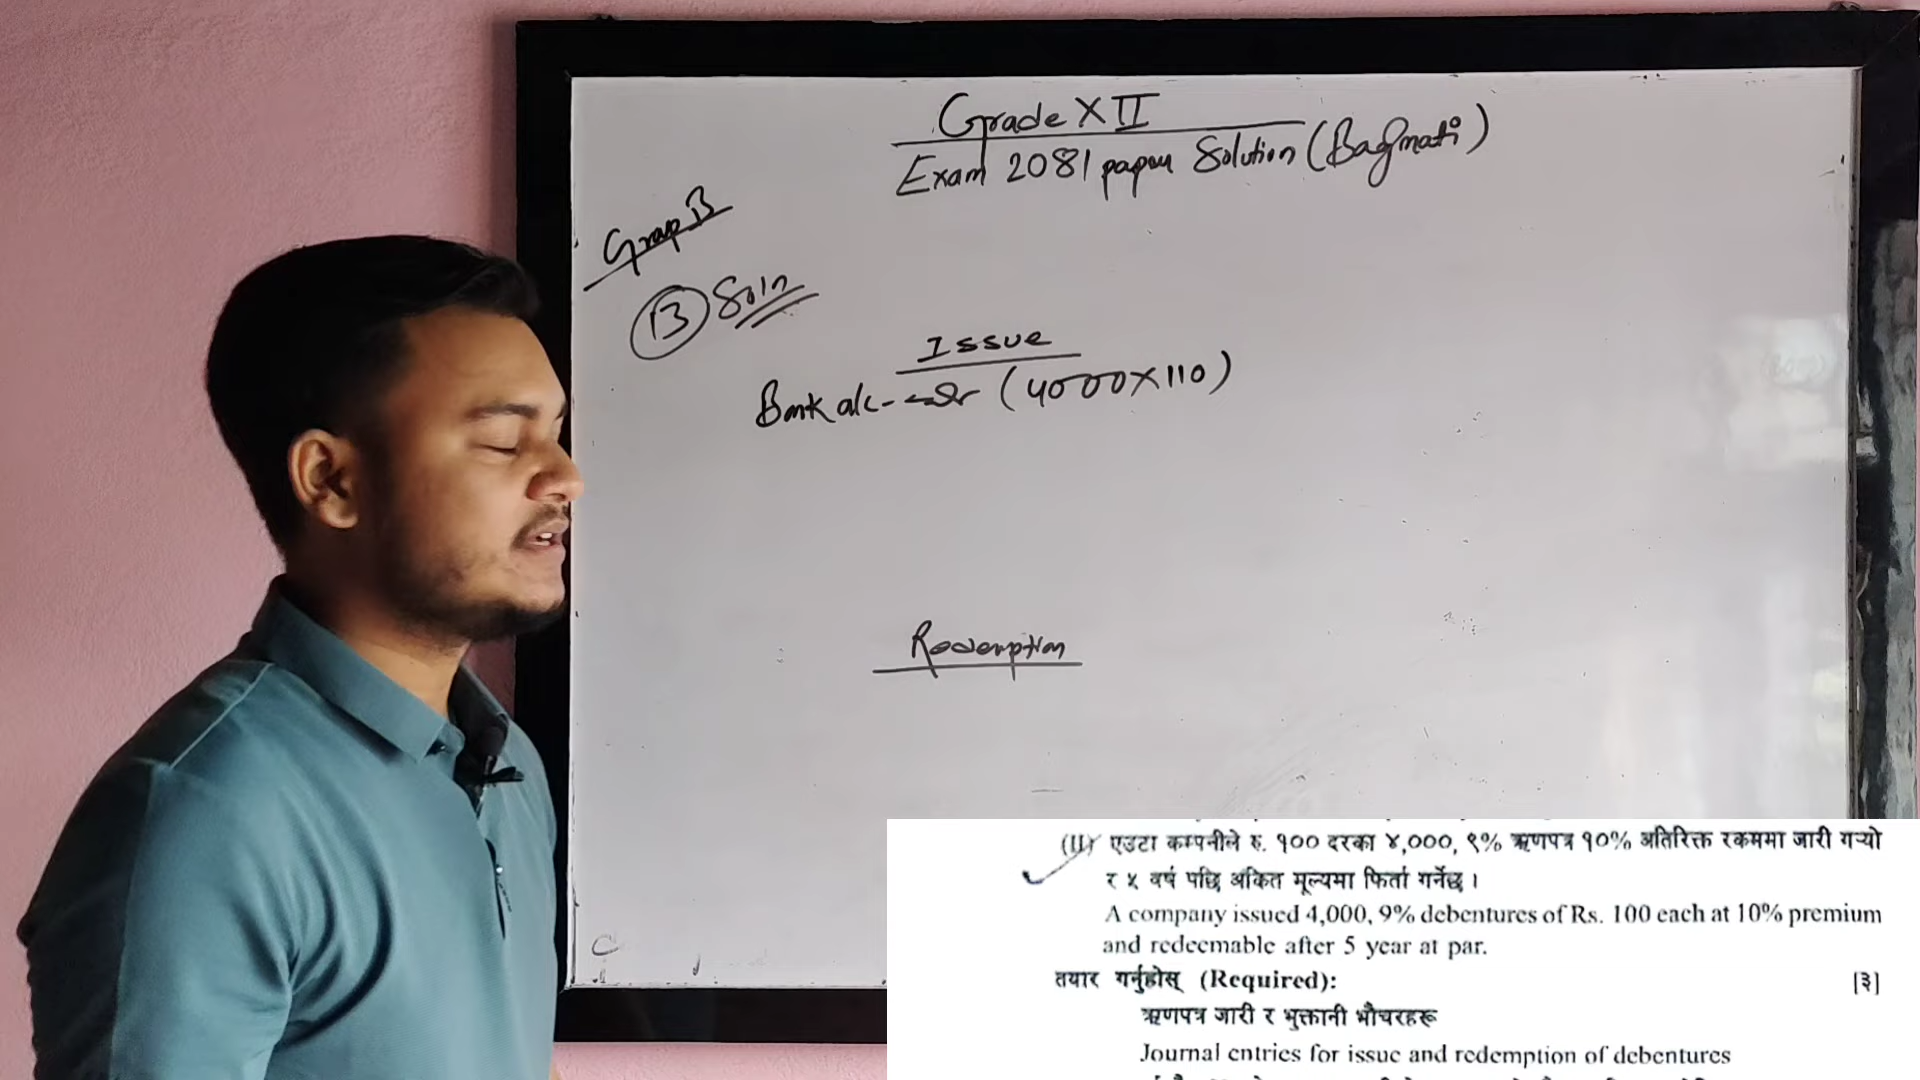 Grade XII
Exam 2081 paper Solution (Bagmati)
Group B
13 Soln
Issue
Bank a/c - Dr (4000×110)
Redemption
(II) एउटा कम्पनीले रु. १०० दरका ४,०००, ९% ऋणपत्र १०% अतिरिक्त रकममा जारी गर्‍यो
र ५ वर्ष पछि अंकित मूल्यमा फिर्ता गर्नेछ ।
A company issued 4,000, 9% debentures of Rs. 100 each at 10% premium
and redeemable after 5 year at par.
तयार गर्नुहोस् (Required): [३]
ऋणपत्र जारी र भुक्तानी भौचरहरू
Journal entries for issue and redemption of debentures